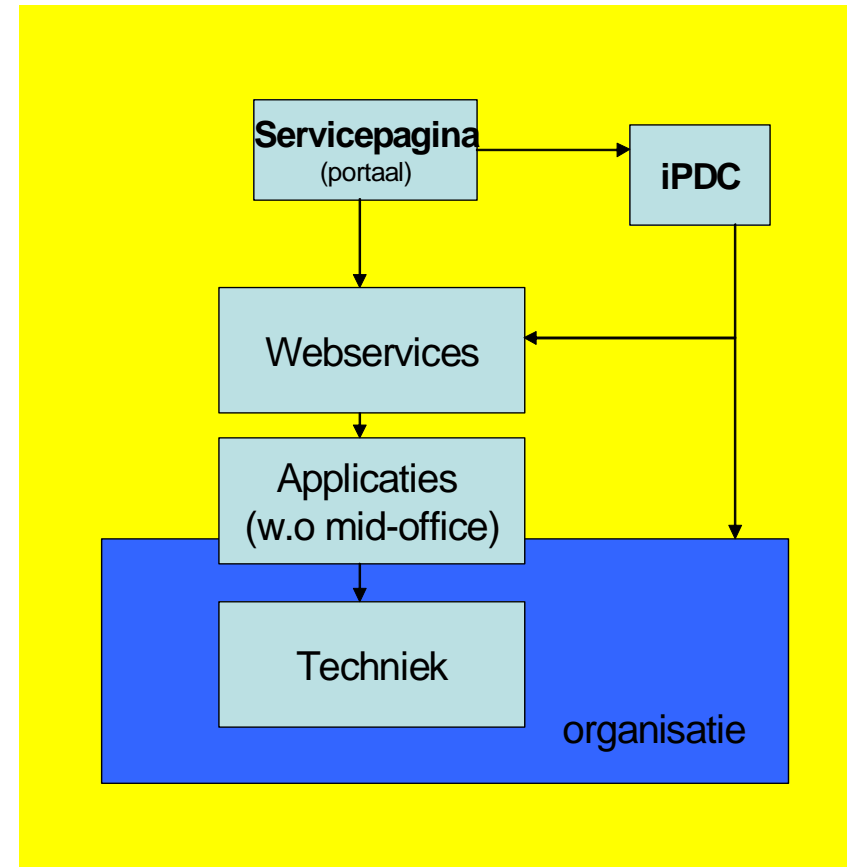 Servicepagina
(portaal)
iPDC
Webservices
Applicaties
(w.o mid-office)
Techniek
organisatie